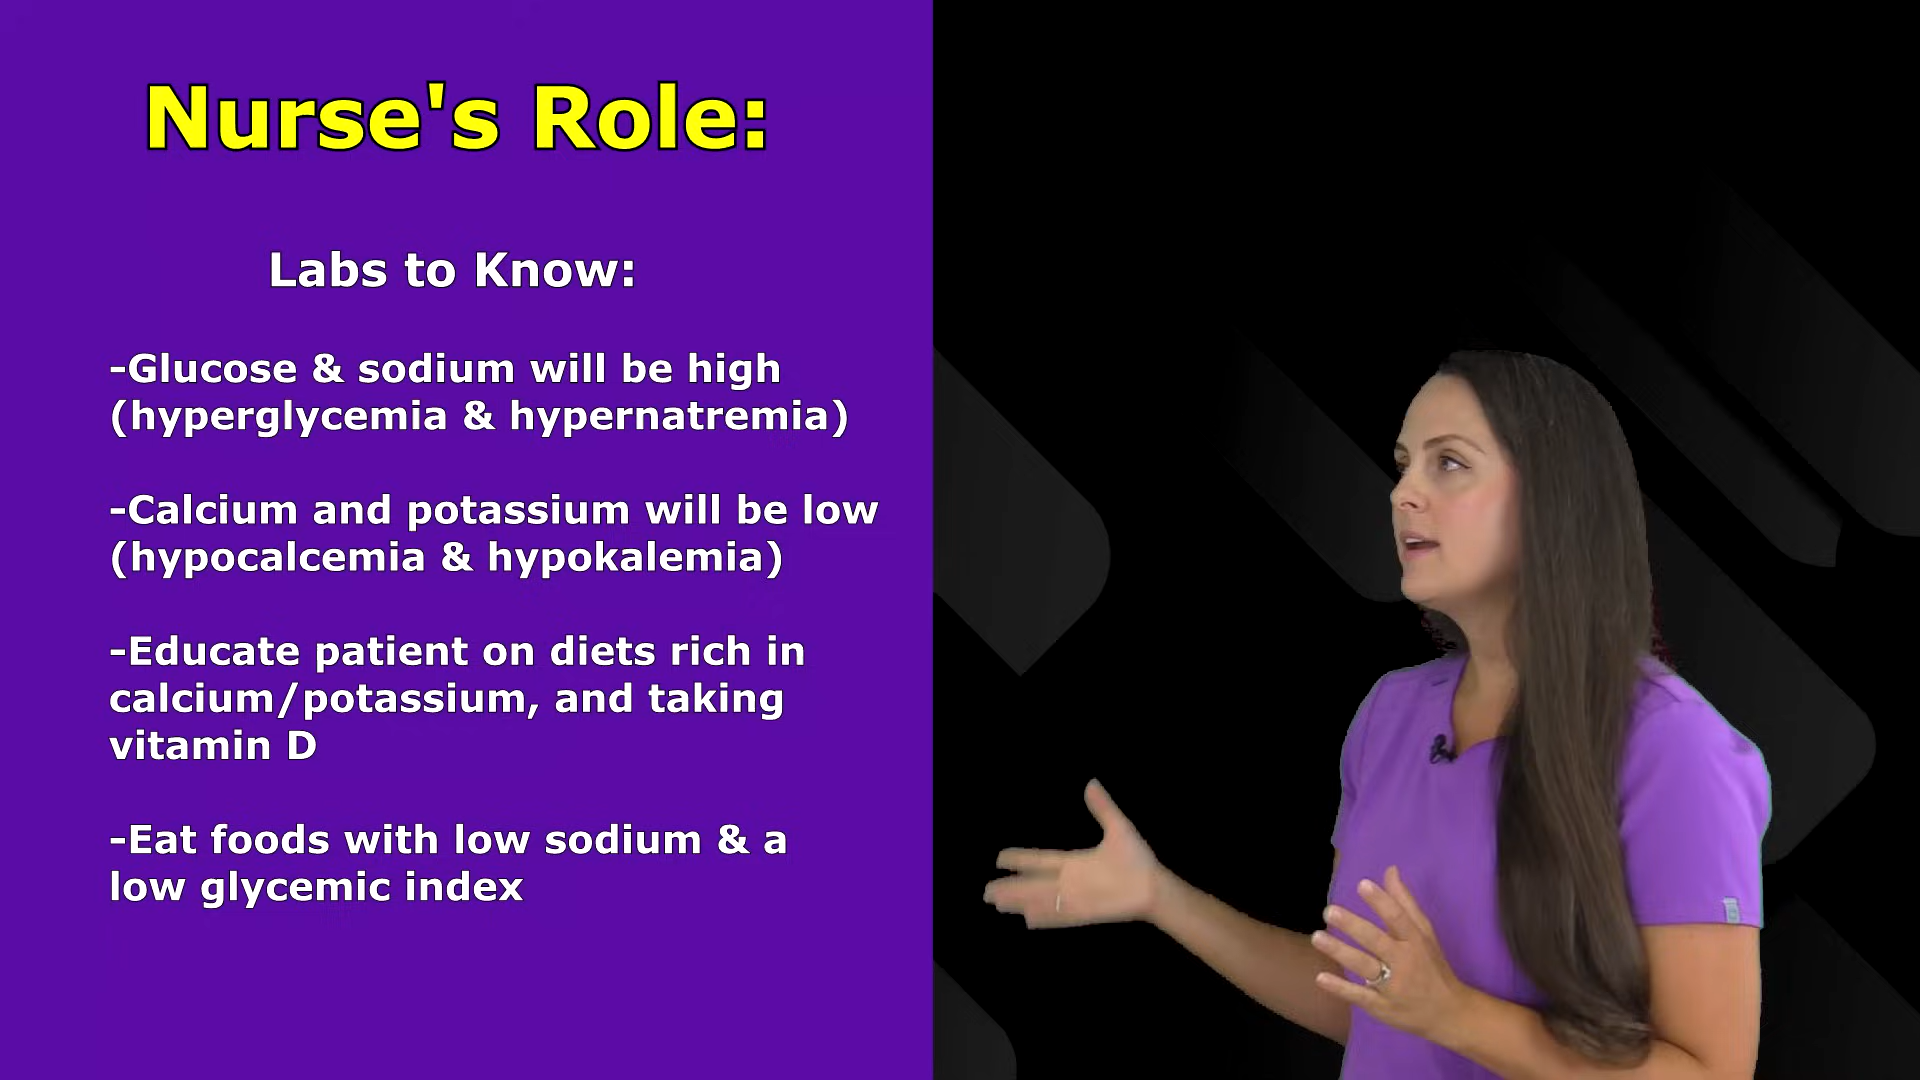 Nurse's Role:
Labs to Know:
-Glucose & sodium will be high
(hyperglycemia & hypernatremia)
-Calcium and potassium will be low
(hypocalcemia & hypokalemia)
-Educate patient on diets rich in
calcium/potassium, and taking
vitamin D
-Eat foods with low sodium & a
low glycemic index